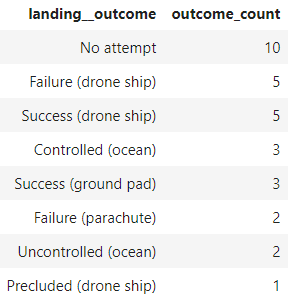 landing__outcome outcome_count
No attempt 10
Failure (drone ship) 5
Success (drone ship) 5
Controlled (ocean) 3
Success (ground pad) 3
Failure (parachute) 2
Uncontrolled (ocean) 2
Precluded (drone ship) 1